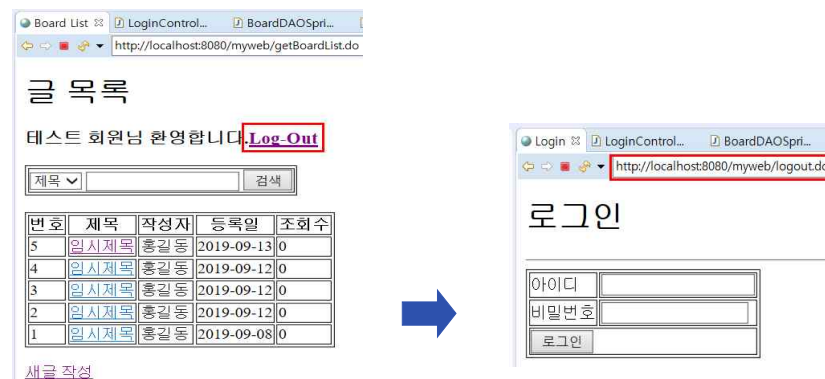 Board List LoginControl... BoardDAOSpri...
http://localhost:8080/myweb/getBoardList.do
글 목록
테스트 회원님 환영합니다.Log-Out
제목 검색
번호 제목 작성자 등록일 조회수
5 임시제목 홍길동 2019-09-13 0
4 임시제목 홍길동 2019-09-12 0
3 임시제목 홍길동 2019-09-12 0
2 임시제목 홍길동 2019-09-12 0
1 임시제목 홍길동 2019-09-08 0
새글 작성
Login LoginControl... BoardDAOSpri...
http://localhost:8080/myweb/logout.do
로그인
아이디
비밀번호
로그인